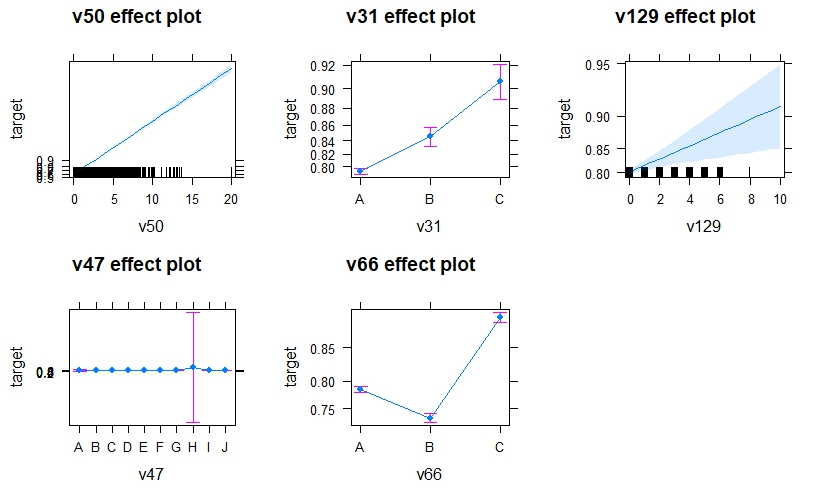 v50 effect plot
target
0.9
0 5 10 15 20
v50
v31 effect plot
target
0.92
0.90
0.88
0.86
0.84
0.82
0.80
A B C
v31
v129 effect plot
target
0.95
0.90
0.85
0.80
0 2 4 6 8 10
v129
v47 effect plot
target
A B C D E F G H I J
v47
v66 effect plot
target
0.85
0.80
0.75
A B C
v66